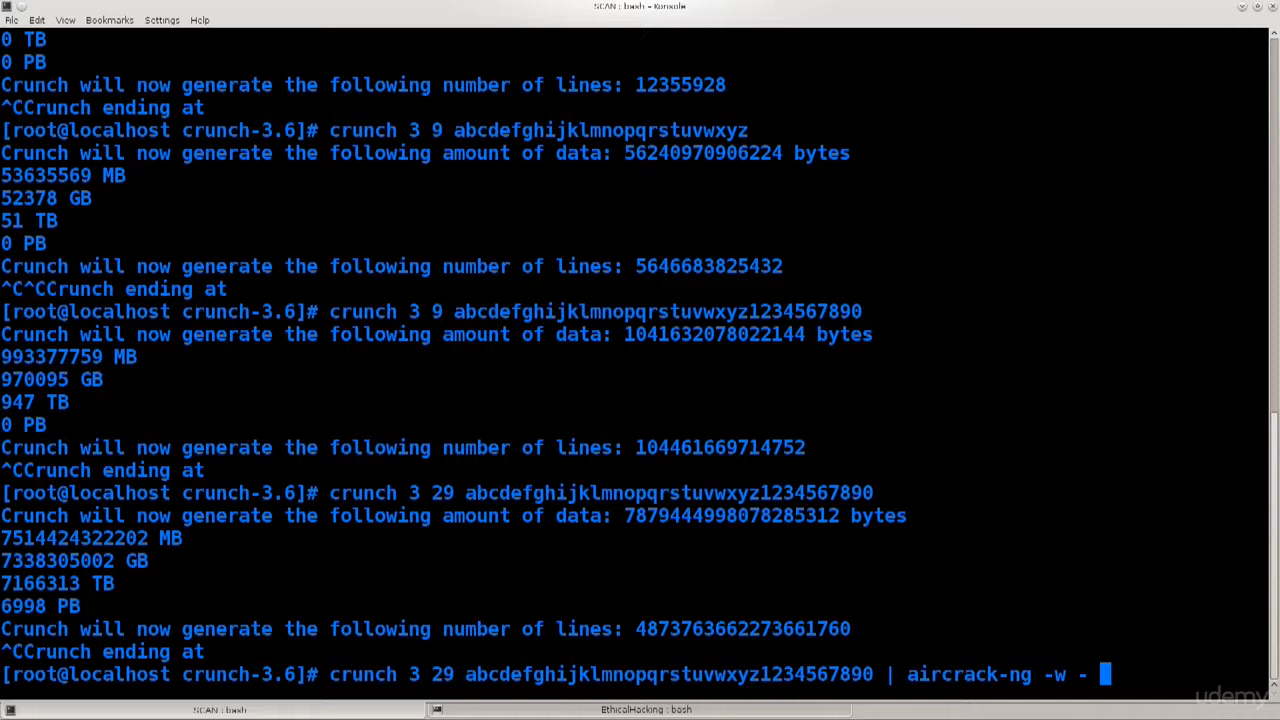 SCAN : bash – Konsole
File Edit View Bookmarks Settings Help
0 TB
0 PB
Crunch will now generate the following number of lines: 12355928
^CCrunch ending at
[root@localhost crunch-3.6]# crunch 3 9 abcdefghijklmnopqrstuvwxyz
Crunch will now generate the following amount of data: 56240970906224 bytes
53635569 MB
52378 GB
51 TB
0 PB
Crunch will now generate the following number of lines: 5646683825432
^C^CCrunch ending at
[root@localhost crunch-3.6]# crunch 3 9 abcdefghijklmnopqrstuvwxyz1234567890
Crunch will now generate the following amount of data: 1041632078022144 bytes
993377759 MB
970095 GB
947 TB
0 PB
Crunch will now generate the following number of lines: 104461669714752
^CCrunch ending at
[root@localhost crunch-3.6]# crunch 3 29 abcdefghijklmnopqrstuvwxyz1234567890
Crunch will now generate the following amount of data: 7879444998078285312 bytes
7514424322202 MB
7338305002 GB
7166313 TB
6998 PB
Crunch will now generate the following number of lines: 4873763662273661760
^CCrunch ending at
[root@localhost crunch-3.6]# crunch 3 29 abcdefghijklmnopqrstuvwxyz1234567890 | aircrack-ng -w -
udemy
SCAN : bash EthicalHacking : bash